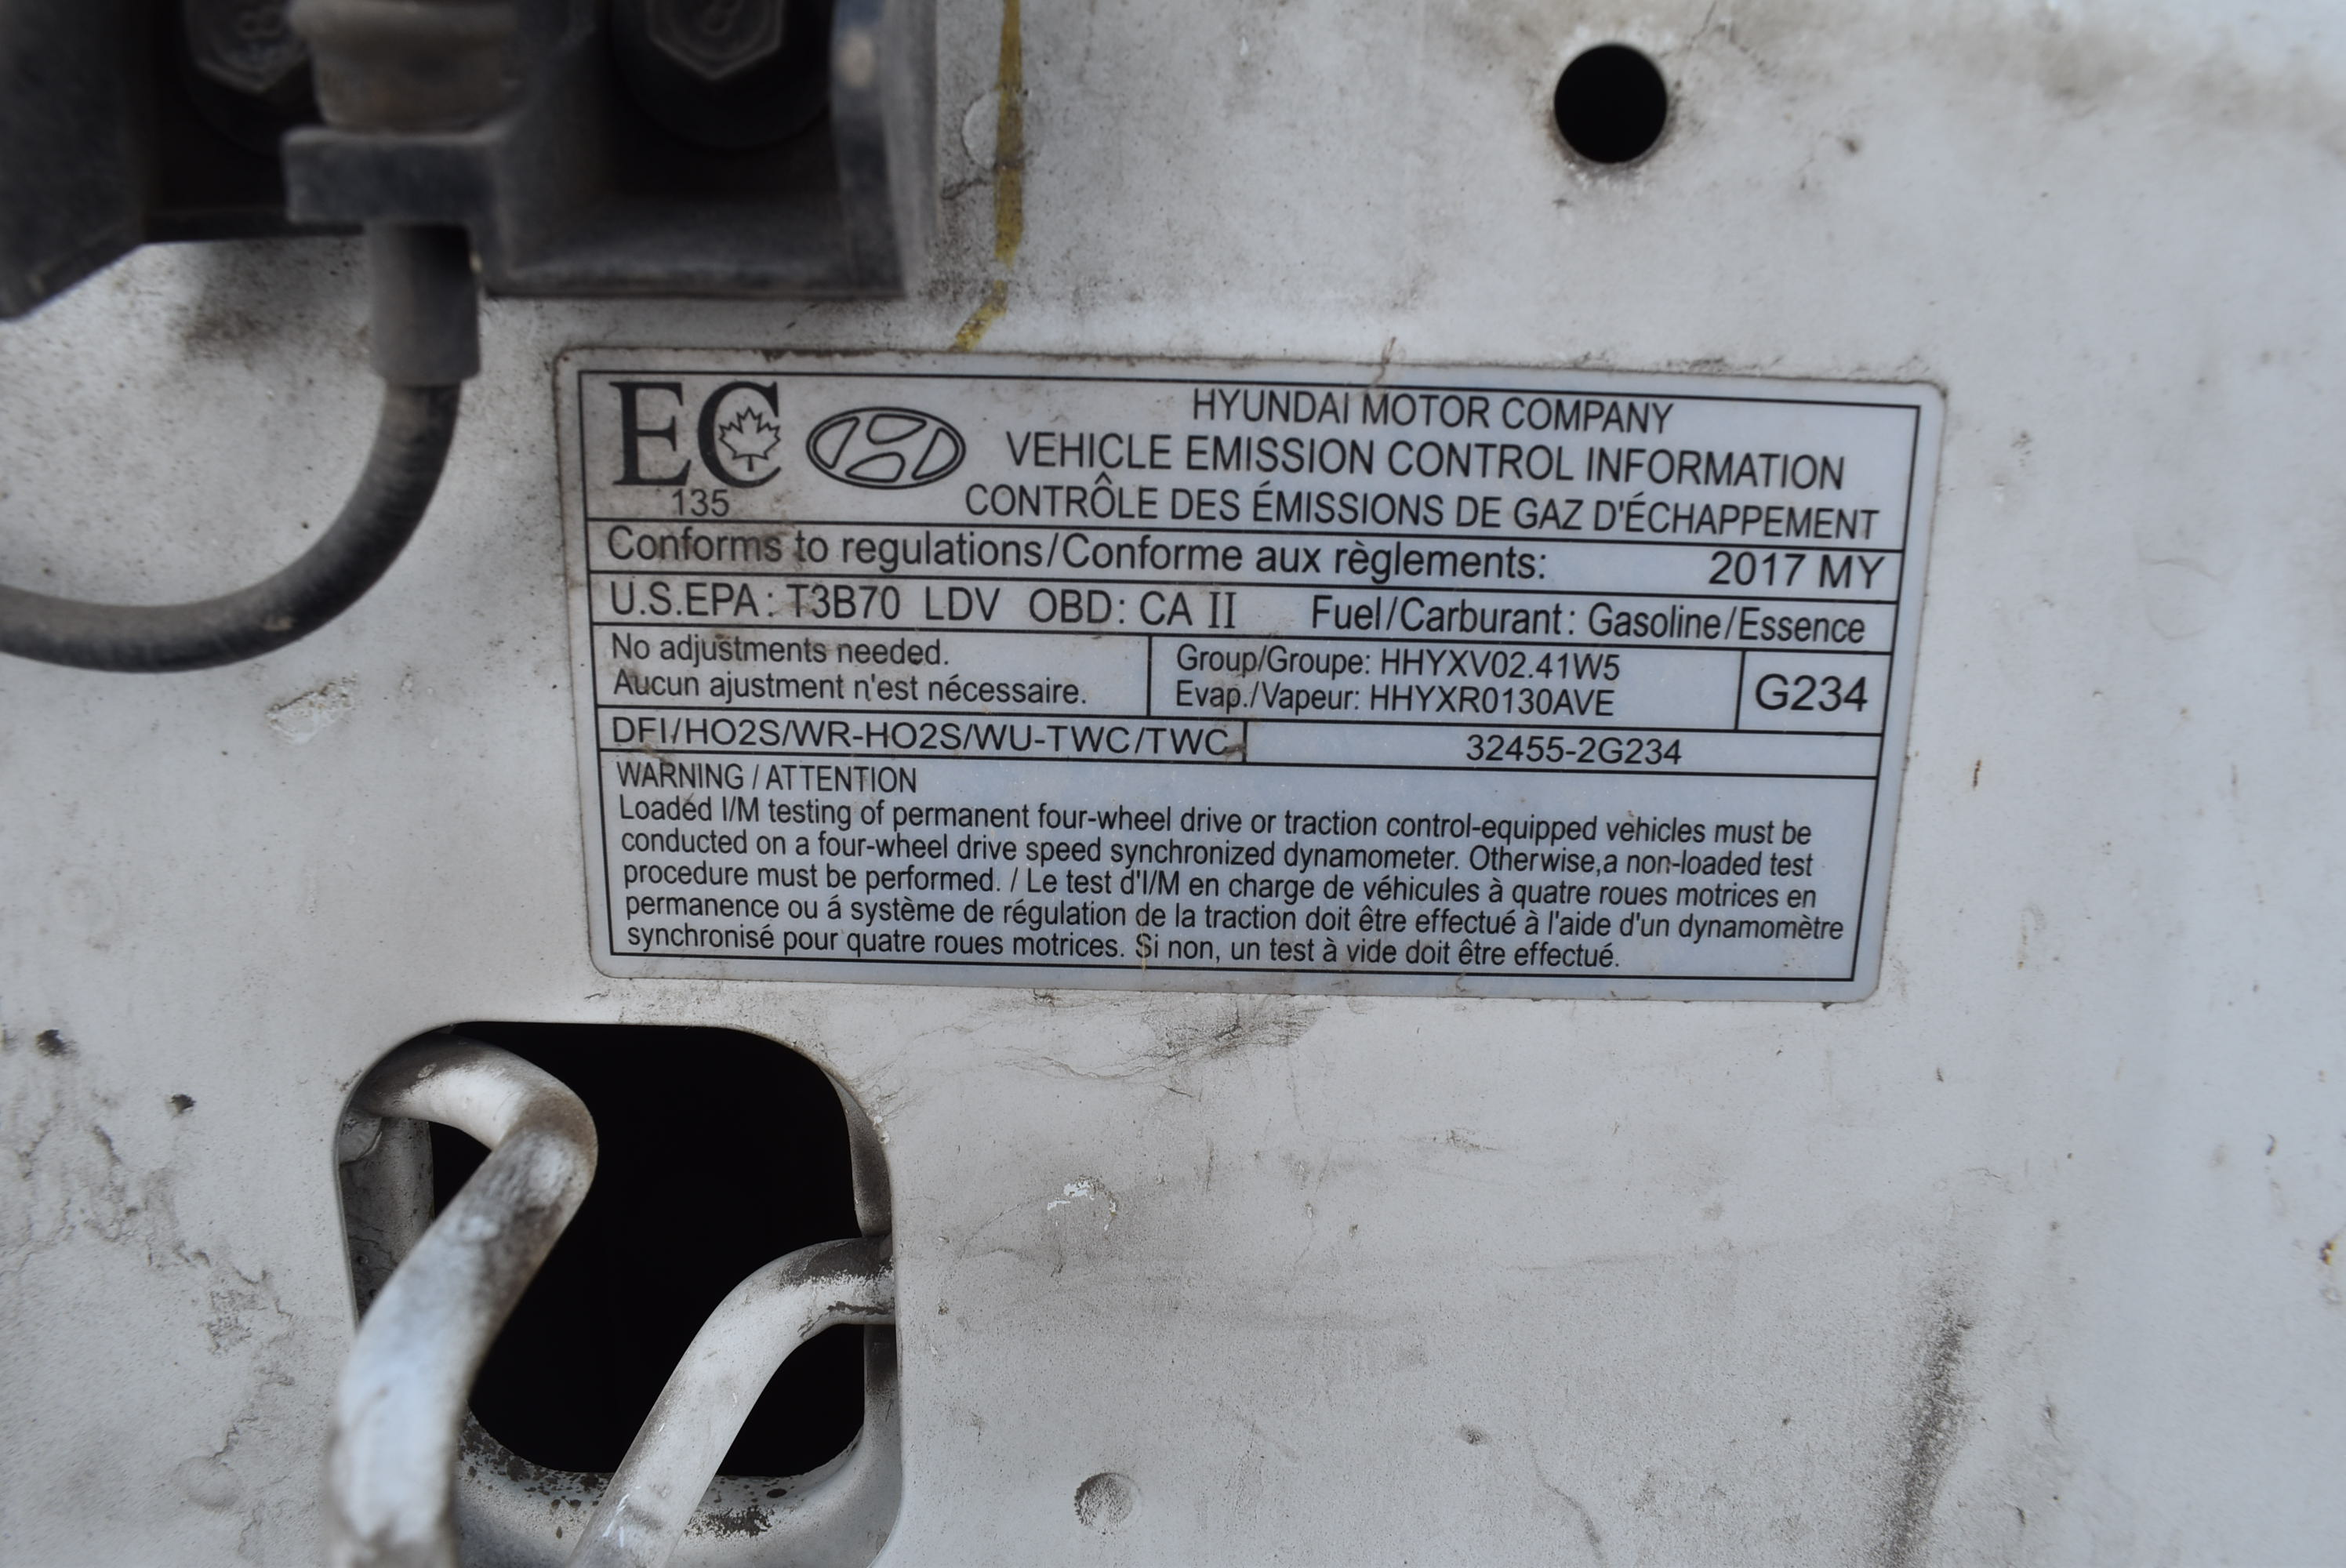 8
8
EC
135
HYUNDAI MOTOR COMPANY
VEHICLE EMISSION CONTROL INFORMATION
CONTRÔLE DES ÉMISSIONS DE GAZ D'ÉCHAPPEMENT
Conforms to regulations/Conforme aux règlements: 2017 MY
U.S.EPA: T3B70 LDV OBD: CA II Fuel/Carburant: Gasoline/Essence
No adjustments needed.
Aucun ajustment n'est nécessaire.
Group/Groupe: HHYXV02.41W5
Evap./Vapeur: HHYXR0130AVE
G234
DFI/HO2S/WR-HO2S/WU-TWC/TWC
32455-2G234
WARNING / ATTENTION
Loaded I/M testing of permanent four-wheel drive or traction control-equipped vehicles must be
conducted on a four-wheel drive speed synchronized dynamometer. Otherwise,a non-loaded test
procedure must be performed. / Le test d'I/M en charge de véhicules à quatre roues motrices en
permanence ou á système de régulation de la traction doit être effectué à l'aide d'un dynamomètre
synchronisé pour quatre roues motrices. Si non, un test à vide doit être effectué.